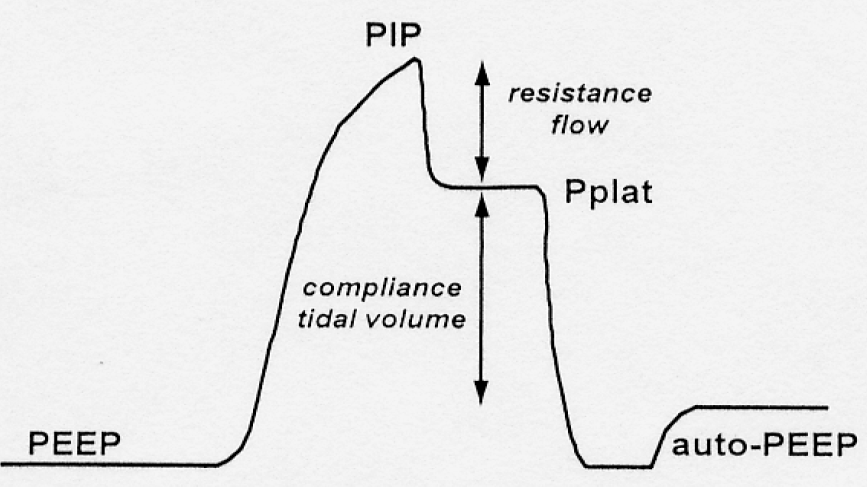 PIP
resistance
flow
Pplat
compliance
tidal volume
PEEP
auto-PEEP